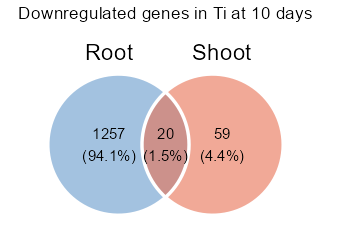 Downregulated genes in Ti at 10 days
Root Shoot
1257 20 59
(94.1%) (1.5%) (4.4%)